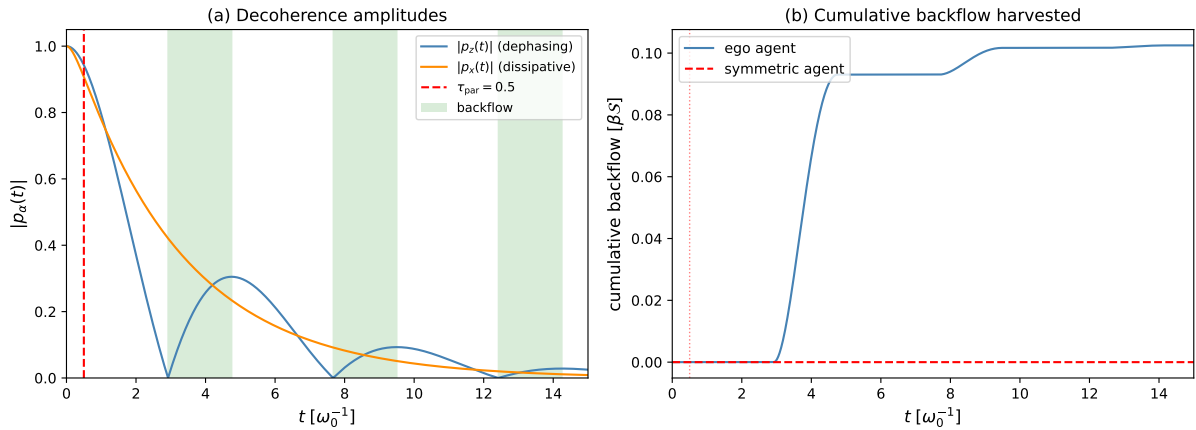 (a) Decoherence amplitudes
|p_z(t)| (dephasing)
|p_x(t)| (dissipative)
τ_par = 0.5
backflow
|p_α(t)|
1.0
0.8
0.6
0.4
0.2
0.0
0 2 4 6 8 10 12 14
t [ω₀⁻¹]
(b) Cumulative backflow harvested
ego agent
symmetric agent
cumulative backflow [βS]
0.10
0.08
0.06
0.04
0.02
0.00
0 2 4 6 8 10 12 14
t [ω₀⁻¹]